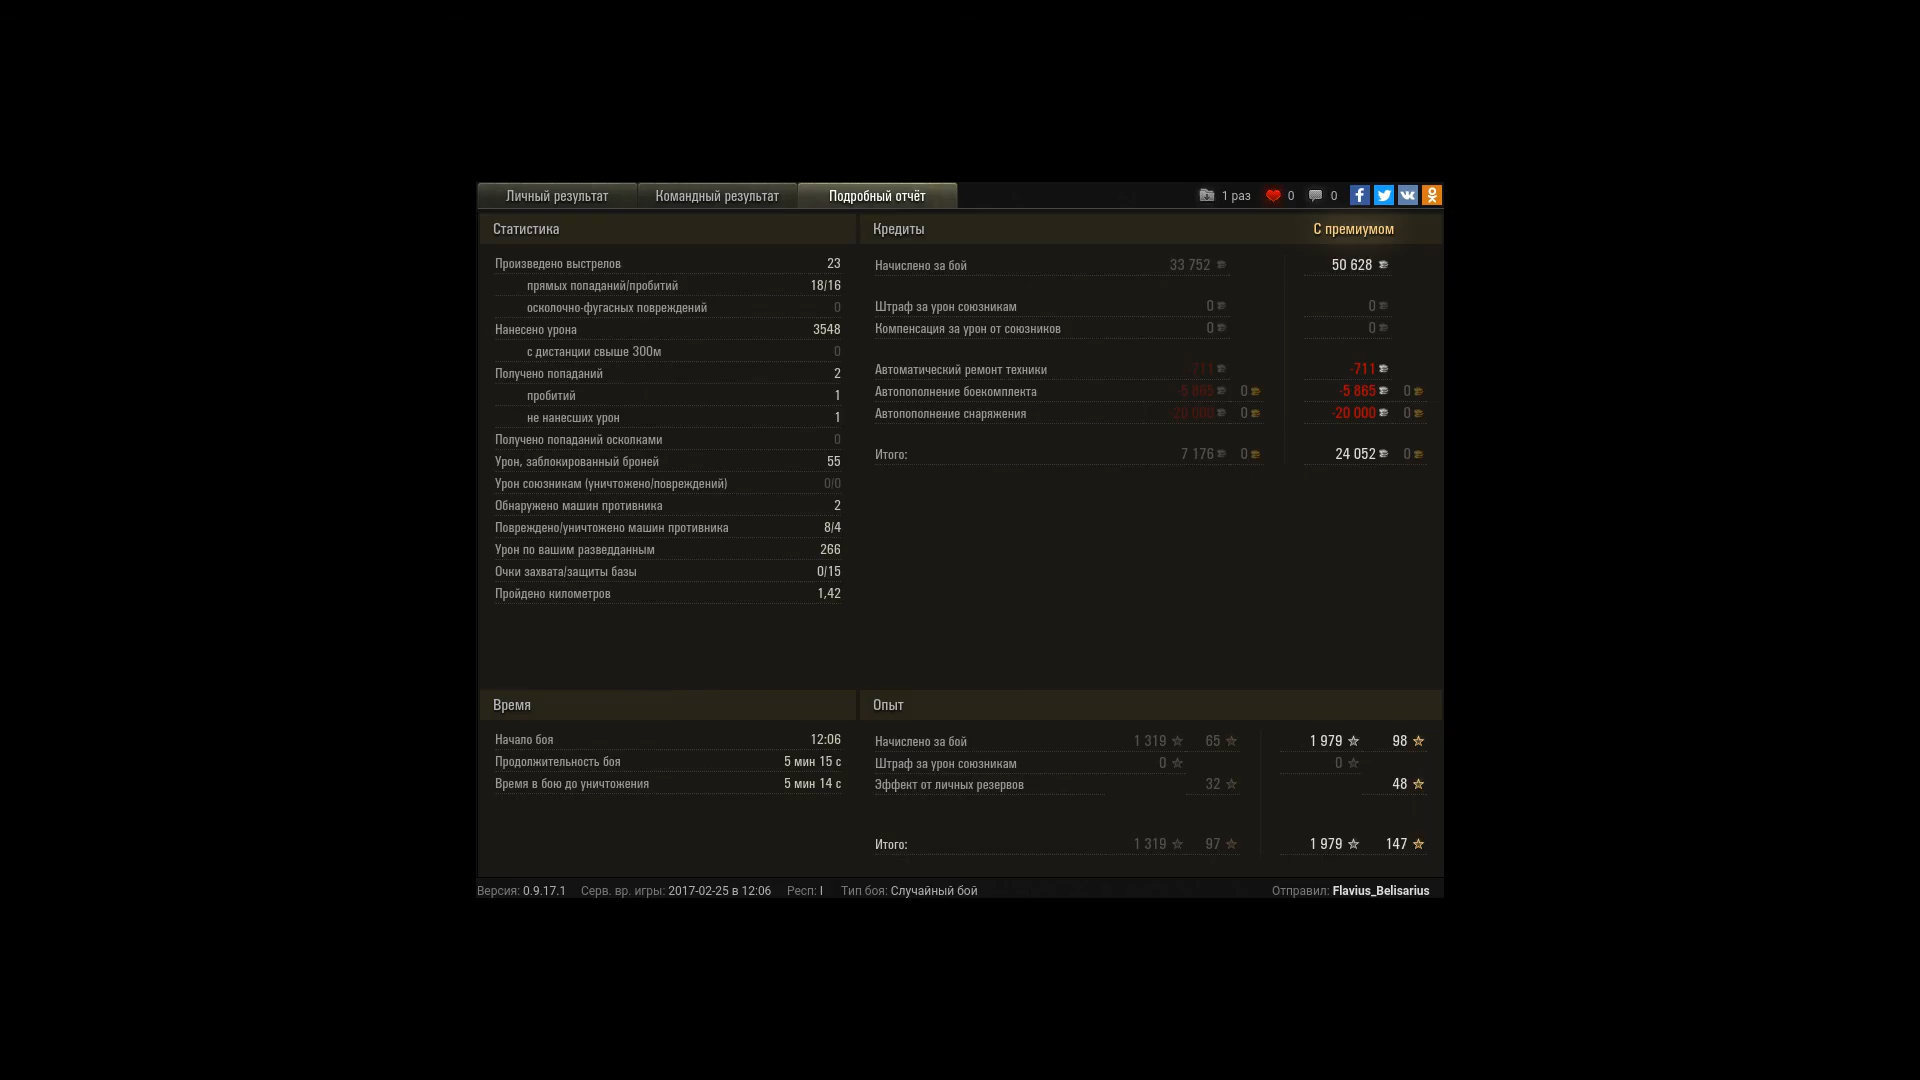 Личный результат Командный результат Подробный отчёт 1 раз 0 0
Статистика
Произведено выстрелов 23
прямых попаданий/пробитий 18/16
осколочно-фугасных повреждений 0
Нанесено урона 3548
с дистанции свыше 300м 0
Получено попаданий 2
пробитий 1
не нанесших урон 1
Получено попаданий осколками 0
Урон, заблокированный броней 55
Урон союзникам (уничтожено/повреждений) 0/0
Обнаружено машин противника 2
Повреждено/уничтожено машин противника 8/4
Урон по вашим разведданным 266
Очки захвата/защиты базы 0/15
Пройдено километров 1,42
Кредиты С премиумом
Начислено за бой 33 752 50 628
Штраф за урон союзникам 0 0
Компенсация за урон от союзников 0 0
Автоматический ремонт техники -711 -711
Автопополнение боекомплекта -5 865 0 -5 865 0
Автопополнение снаряжения -20 000 0 -20 000 0
Итого: 7 176 0 24 052 0
Время
Начало боя 12:06
Продолжительность боя 5 мин 15 с
Время в бою до уничтожения 5 мин 14 с
Опыт
Начислено за бой 1 319 65 1 979 98
Штраф за урон союзникам 0 0
Эффект от личных резервов 32 48
Итого: 1 319 97 1 979 147
Версия: 0.9.17.1 Серв. вр. игры: 2017-02-25 в 12:06 Респ: I Тип боя: Случайный бой Отправил: Flavius_Belisarius